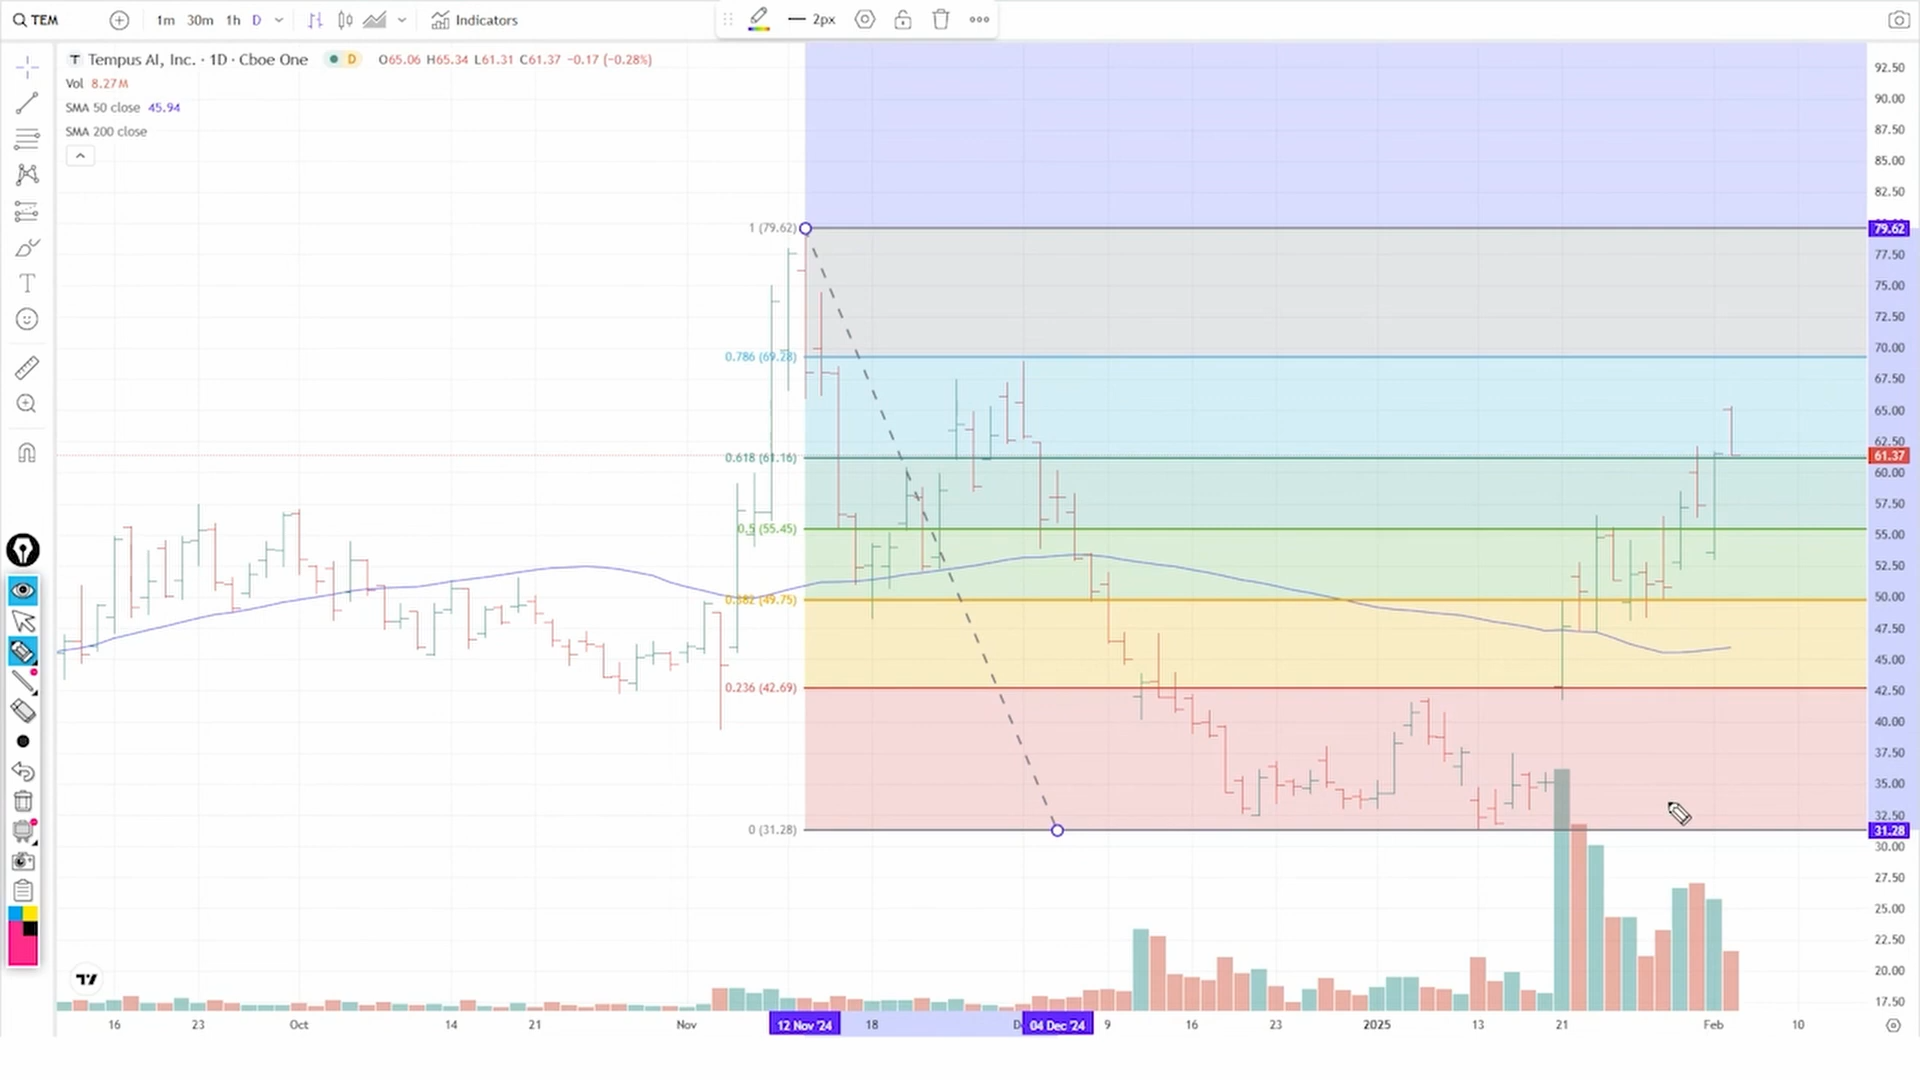 TEM 1m 30m 1h D Indicators 2px
T Tempus AI, Inc. · 1D · Cboe One D O65.06 H65.34 L61.31 C61.37 −0.17 (−0.28%)
Vol 8.27M
SMA 50 close 45.94
SMA 200 close
92.50
90.00
87.50
85.00
82.50
1 (79.62) 79.62
77.50
75.00
72.50
70.00
0.786 (69.28)
67.50
65.00
62.50
0.618 (61.16) 61.37
60.00
57.50
0.5 (55.45)
55.00
52.50
0.382 (49.75) 50.00
47.50
45.00
0.236 (42.69) 42.50
40.00
37.50
35.00
32.50
0 (31.28) 31.28
30.00
27.50
25.00
22.50
20.00
17.50
16 23 Oct 14 21 Nov 12 Nov '24 18 04 Dec '24 9 16 23 2025 13 21 Feb 10